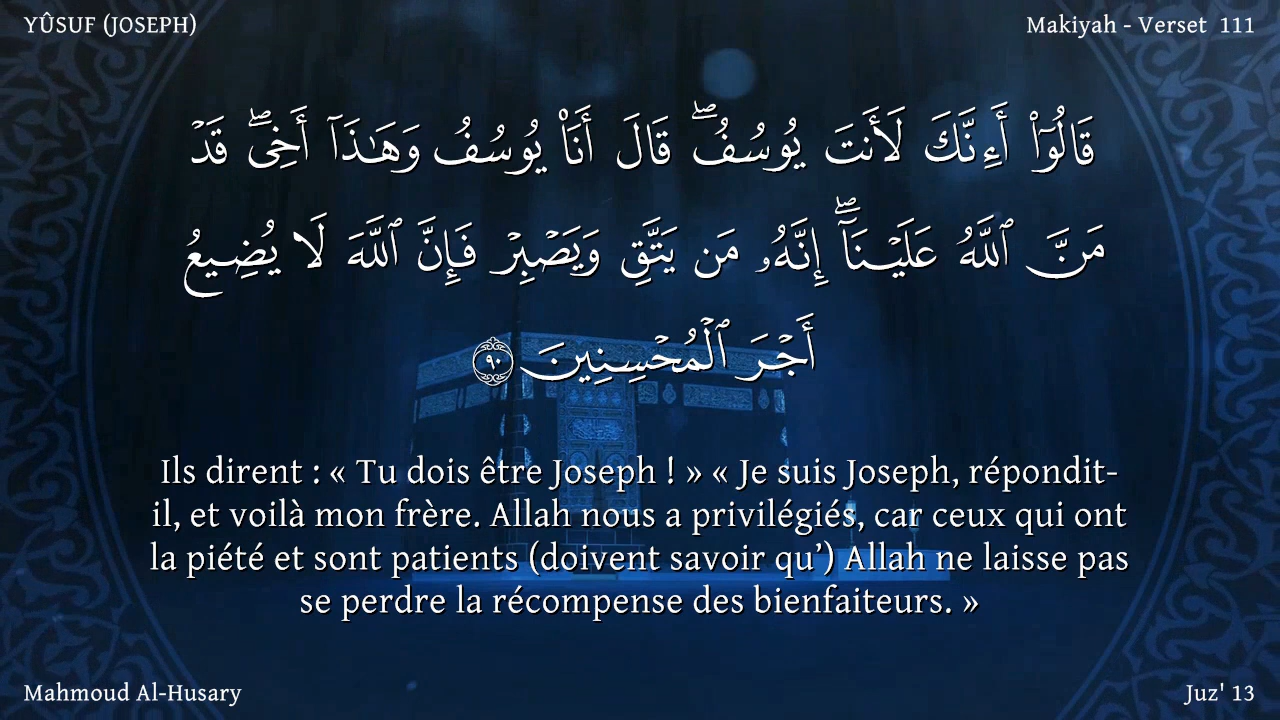 YÛSUF (JOSEPH)
Makiyah - Verset 111
قَالُوٓا۟ أَءِنَّكَ لَأَنتَ يُوسُفُ ۖ قَالَ أَنَا۠ يُوسُفُ وَهَـٰذَآ أَخِى ۖ قَدْ
مَنَّ ٱللَّهُ عَلَيْنَآ ۖ إِنَّهُۥ مَن يَتَّقِ وَيَصْبِرْ فَإِنَّ ٱللَّهَ لَا يُضِيعُ
أَجْرَ ٱلْمُحْسِنِينَ ٩٠
Ils dirent : « Tu dois être Joseph ! » « Je suis Joseph, répondit-
il, et voilà mon frère. Allah nous a privilégiés, car ceux qui ont
la piété et sont patients (doivent savoir qu’) Allah ne laisse pas
se perdre la récompense des bienfaiteurs. »
Mahmoud Al-Husary
Juz' 13